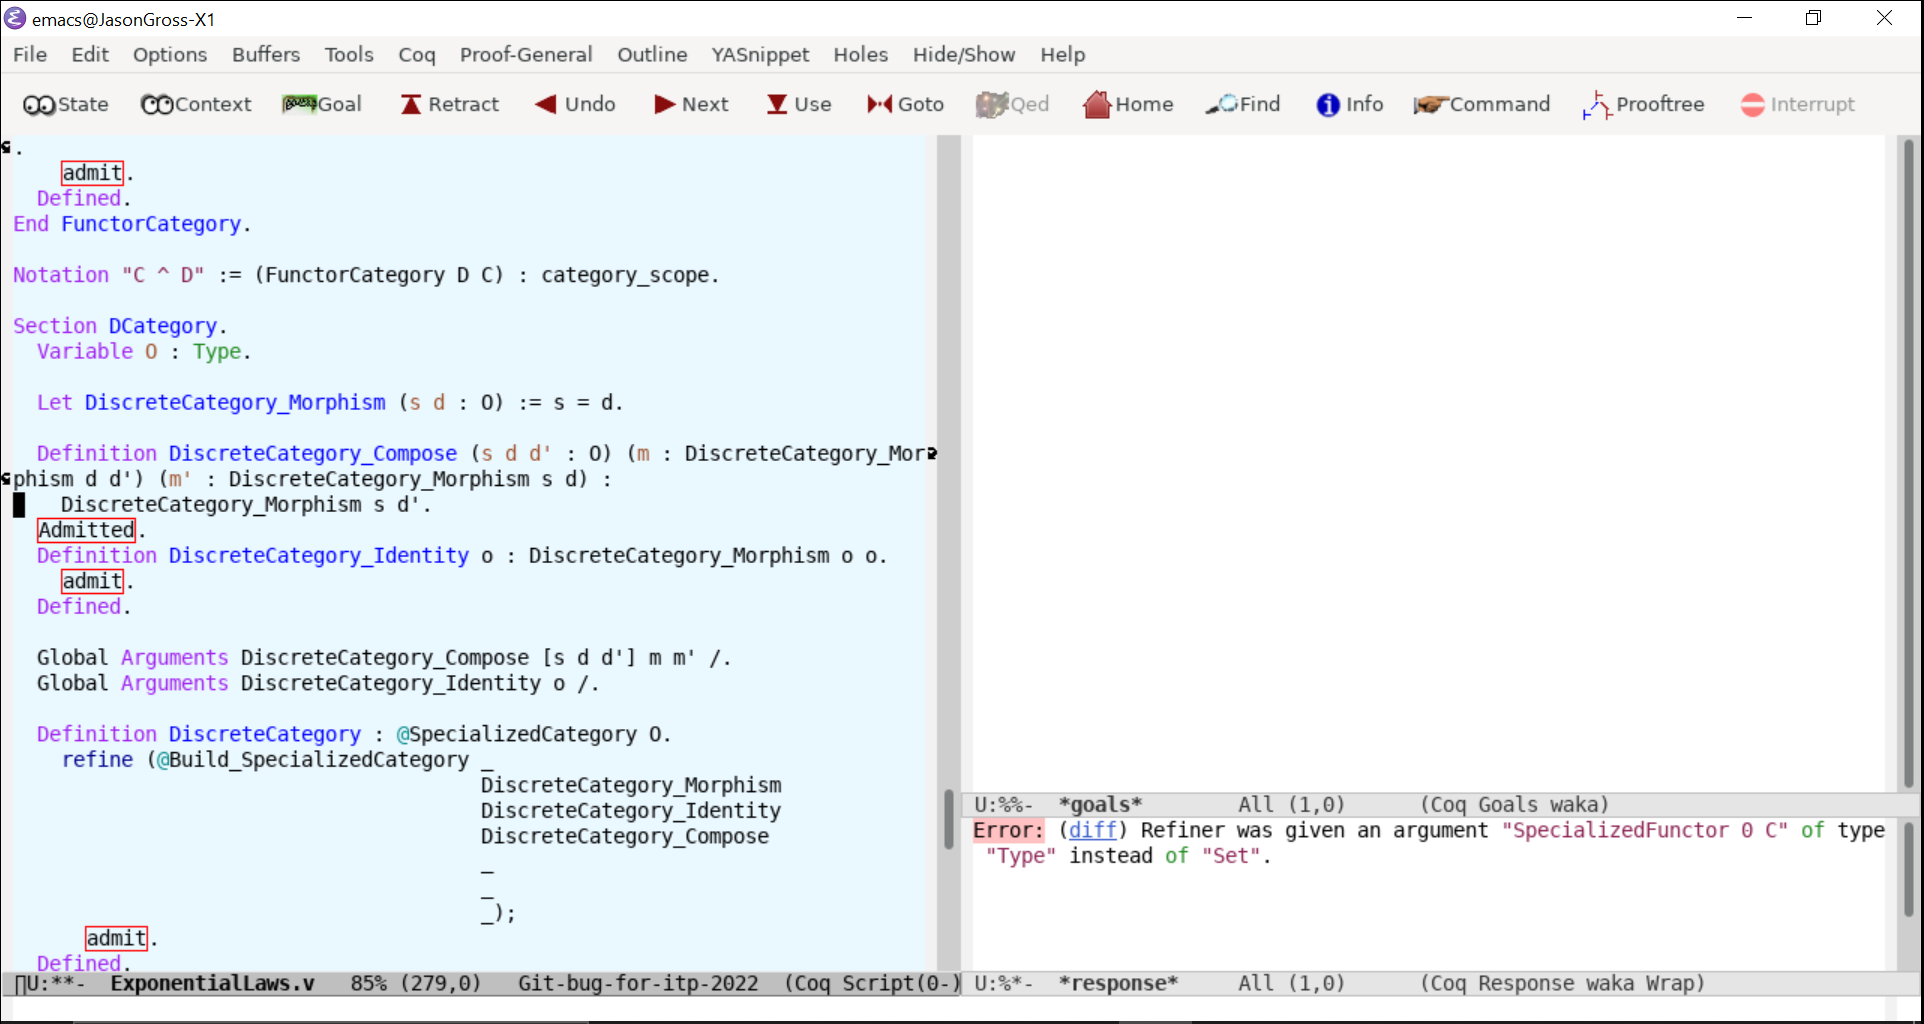 emacs@JasonGross-X1
File Edit Options Buffers Tools Coq Proof-General Outline YASnippet Holes Hide/Show Help
State Context Goal Retract Undo Next Use Goto Qed Home Find Info Command Prooftree Interrupt
.
    admit.
  Defined.
End FunctorCategory.
Notation "C ^ D" := (FunctorCategory D C) : category_scope.
Section DCategory.
  Variable O : Type.
  Let DiscreteCategory_Morphism (s d : O) := s = d.
  Definition DiscreteCategory_Compose (s d d' : O) (m : DiscreteCategory_Mor
phism d d') (m' : DiscreteCategory_Morphism s d) :
    DiscreteCategory_Morphism s d'.
  Admitted.
  Definition DiscreteCategory_Identity o : DiscreteCategory_Morphism o o.
    admit.
  Defined.
  Global Arguments DiscreteCategory_Compose [s d d'] m m' /.
  Global Arguments DiscreteCategory_Identity o /.
  Definition DiscreteCategory : @SpecializedCategory O.
    refine (@Build_SpecializedCategory _
                                       DiscreteCategory_Morphism
                                       DiscreteCategory_Identity
                                       DiscreteCategory_Compose
                                       _
                                       _
                                       _);
      admit.
  Defined.
U:**-  ExponentialLaws.v   85% (279,0)   Git-bug-for-itp-2022  (Coq Script(0-)
U:%%-  *goals*        All (1,0)      (Coq Goals waka)
Error: (diff) Refiner was given an argument "SpecializedFunctor 0 C" of type
 "Type" instead of "Set".
U:%*-  *response*     All (1,0)      (Coq Response waka Wrap)